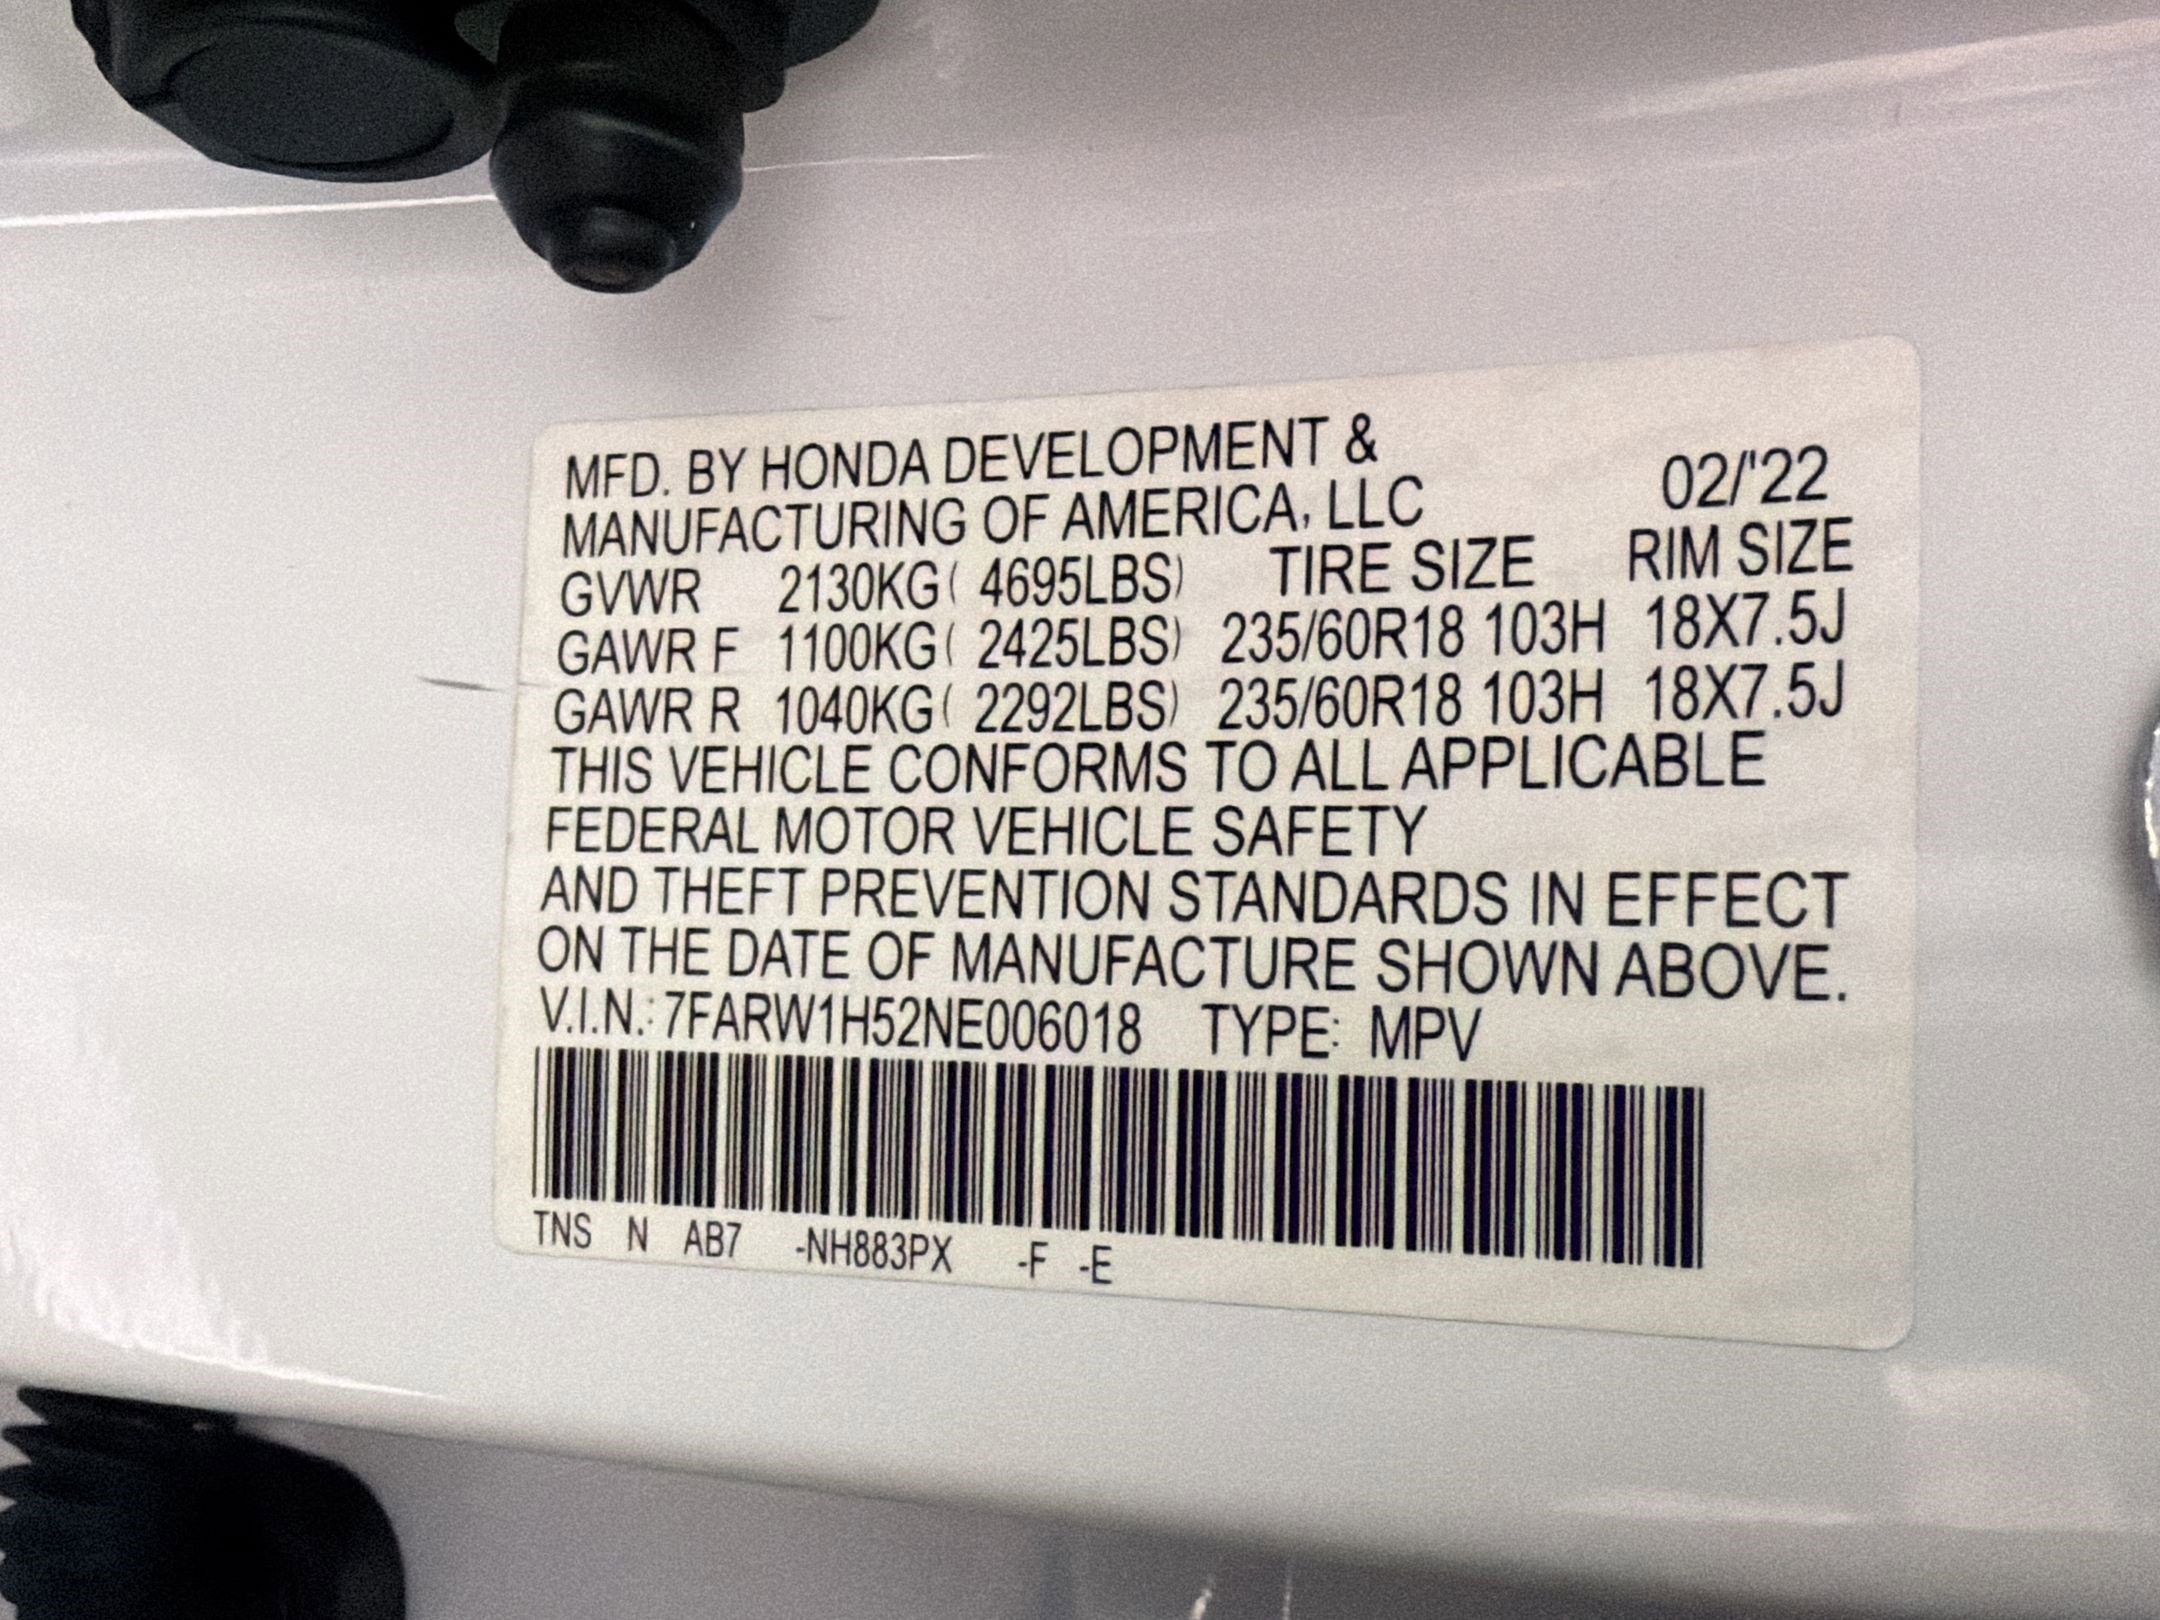 MFD. BY HONDA DEVELOPMENT &
MANUFACTURING OF AMERICA, LLC 02/'22
GVWR 2130KG( 4695LBS) TIRE SIZE RIM SIZE
GAWR F 1100KG( 2425LBS) 235/60R18 103H 18X7.5J
GAWR R 1040KG( 2292LBS) 235/60R18 103H 18X7.5J
THIS VEHICLE CONFORMS TO ALL APPLICABLE
FEDERAL MOTOR VEHICLE SAFETY
AND THEFT PREVENTION STANDARDS IN EFFECT
ON THE DATE OF MANUFACTURE SHOWN ABOVE.
V.I.N.: 7FARW1H52NE006018 TYPE: MPV
TNS N AB7 -NH883PX -F -E